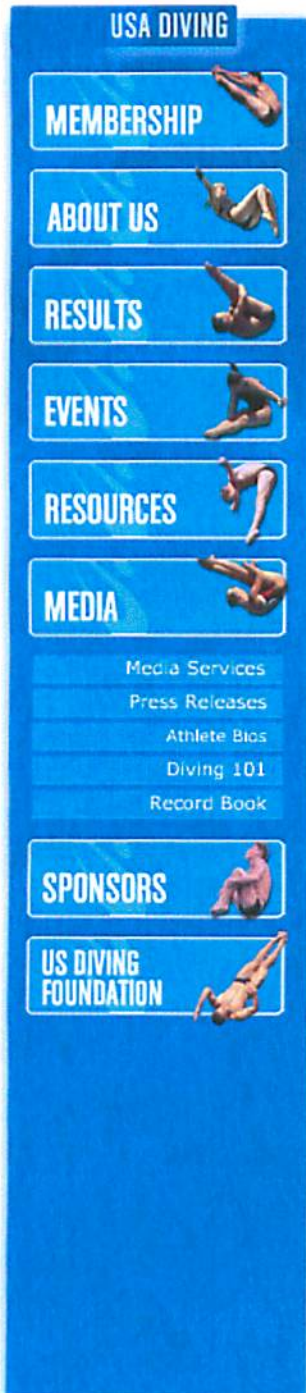 USA DIVING
MEMBERSHIP
ABOUT US
RESULTS
EVENTS
RESOURCES
MEDIA
Media Services
Press Releases
Athlete Bios
Diving 101
Record Book
SPONSORS
US DIVING
FOUNDATION